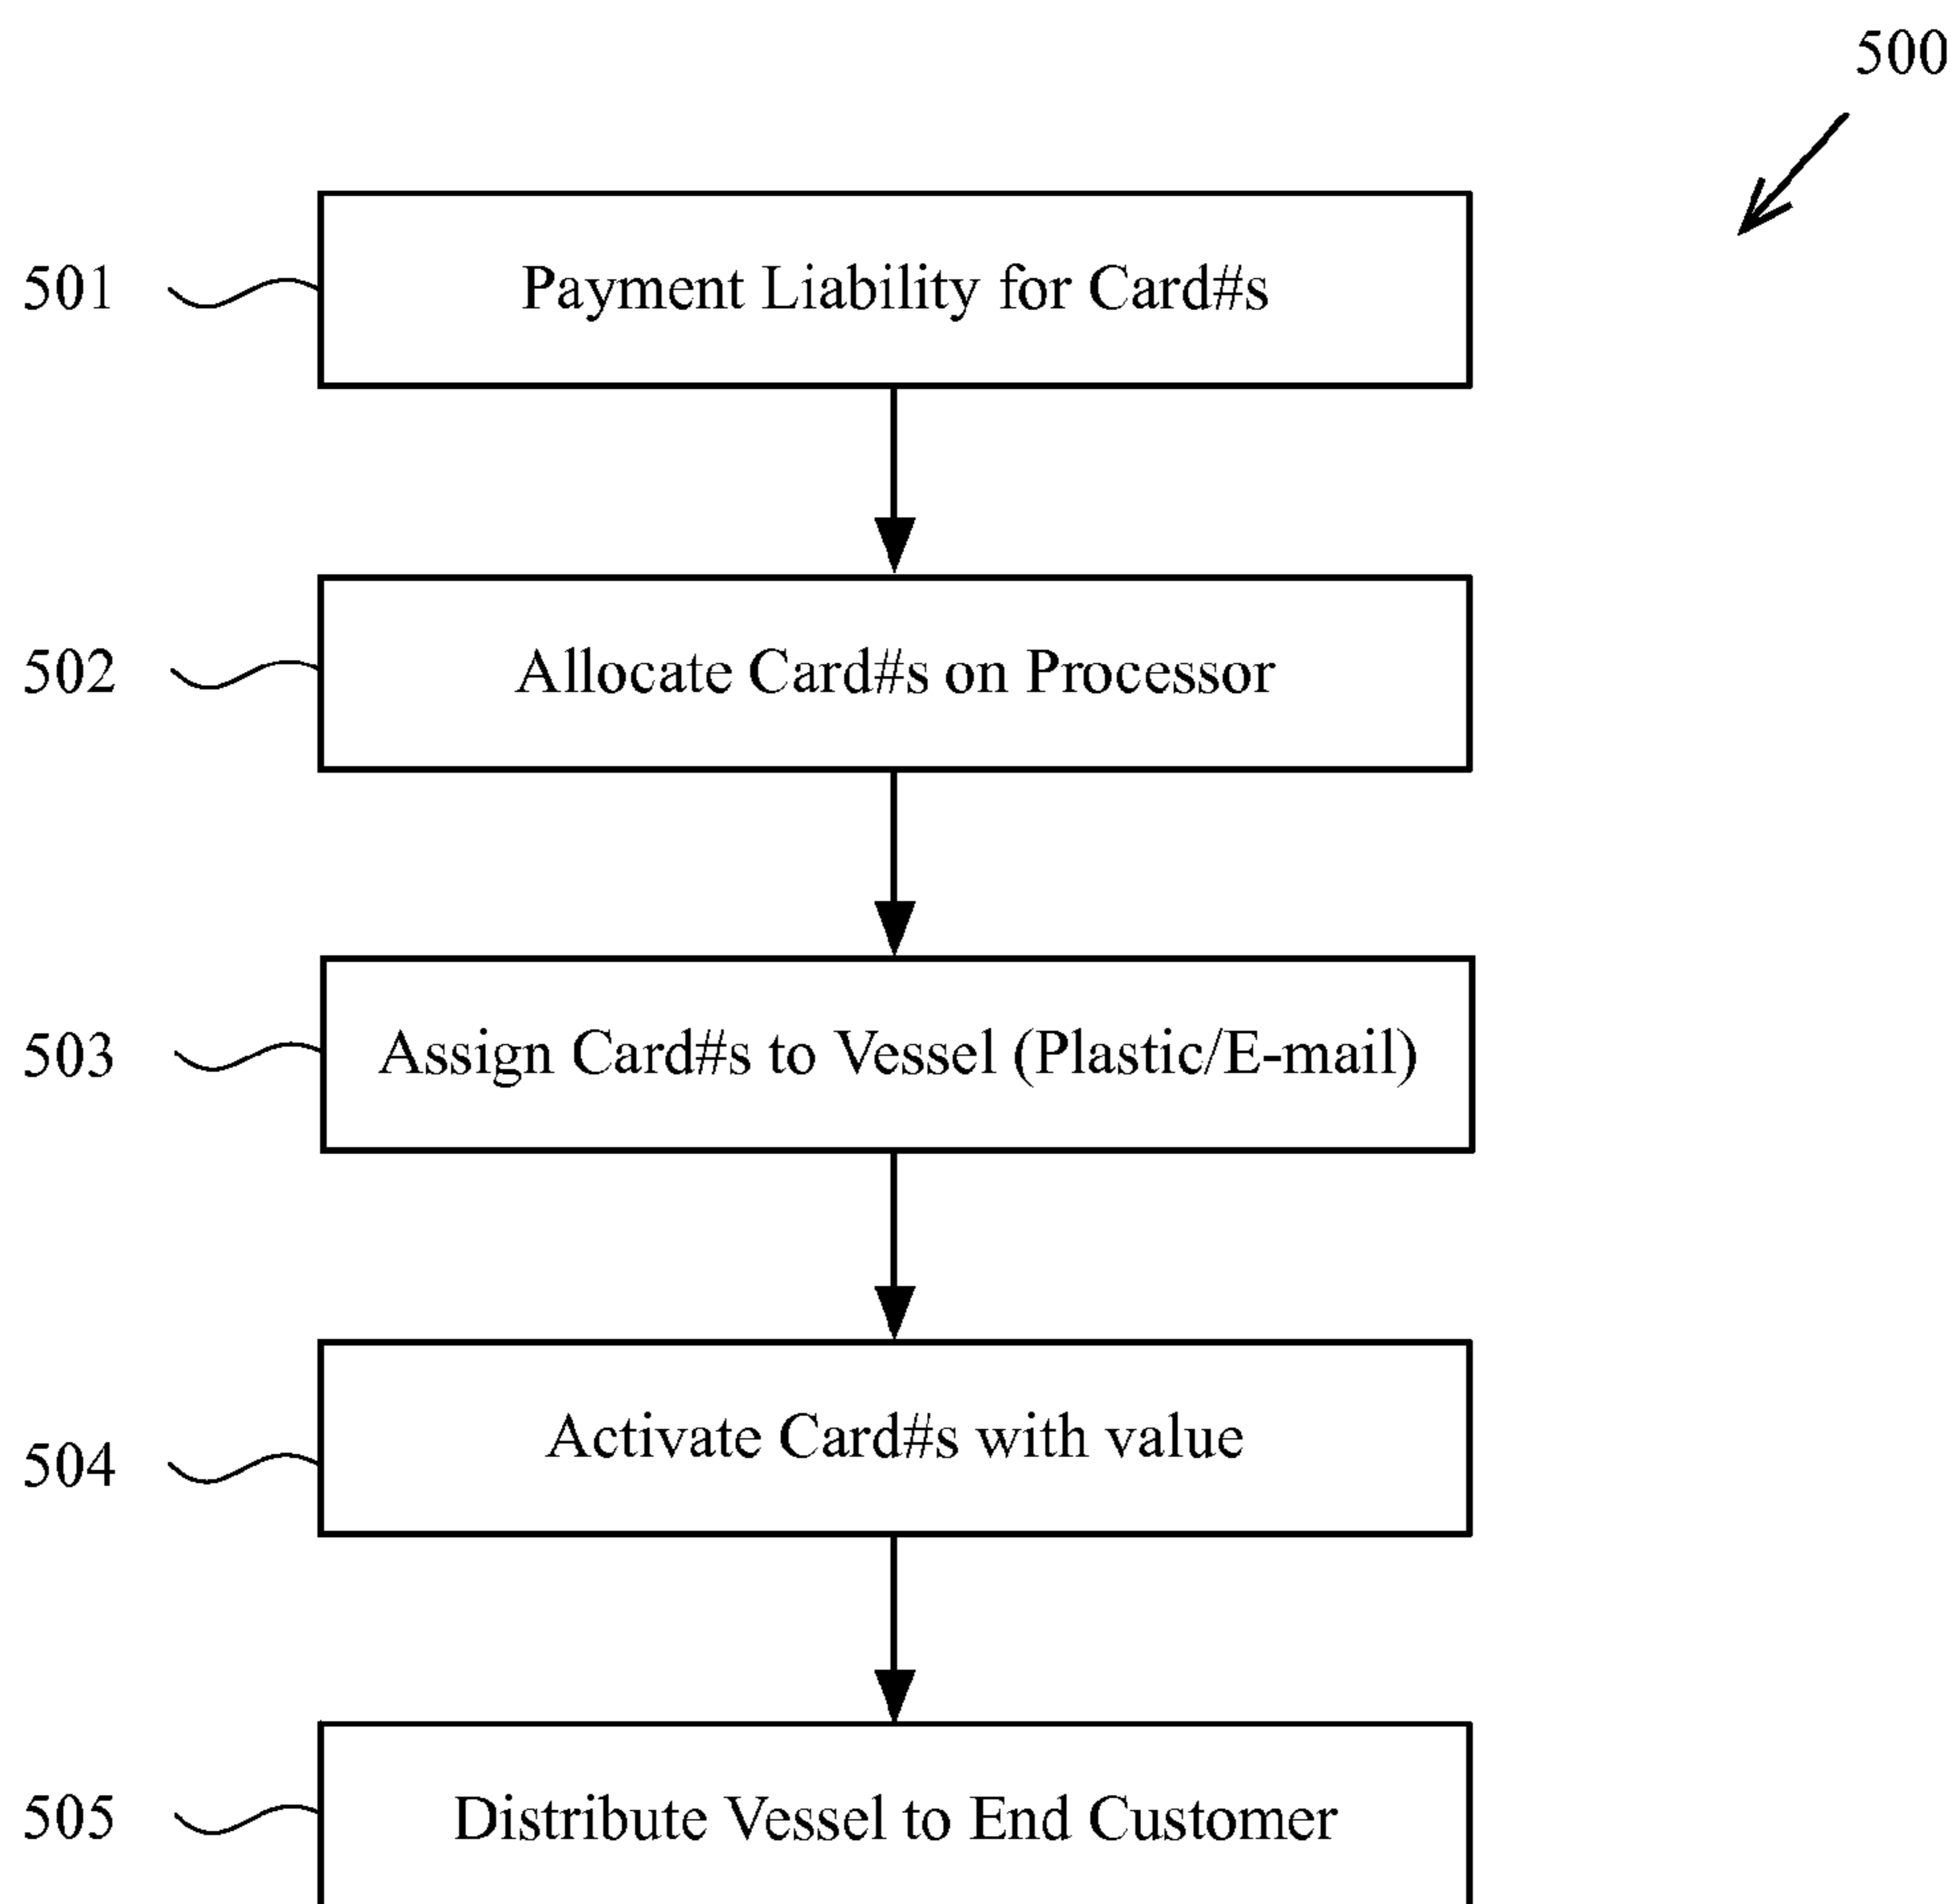 500
501
Payment Liability for Card#s
502
Allocate Card#s on Processor
503
Assign Card#s to Vessel (Plastic/E-mail)
504
Activate Card#s with value
505
Distribute Vessel to End Customer